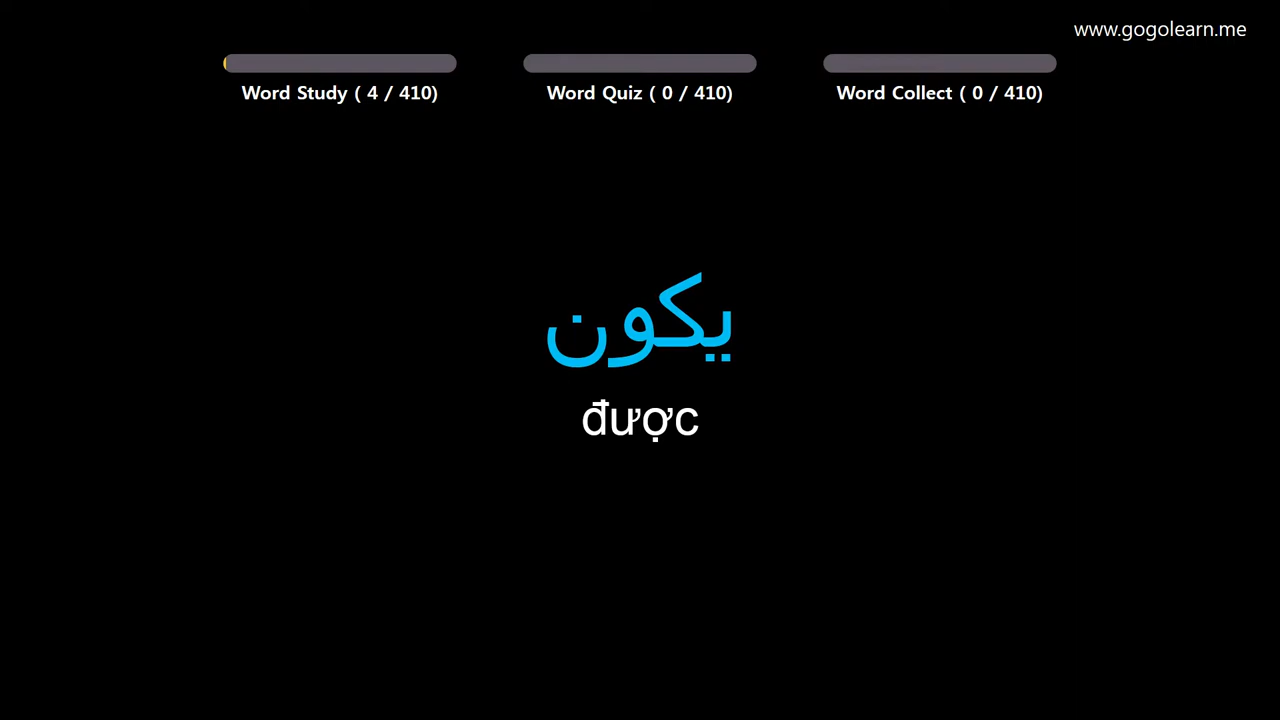 www.gogolearn.me
Word Study ( 4 / 410)
Word Quiz ( 0 / 410)
Word Collect ( 0 / 410)
يكون
được